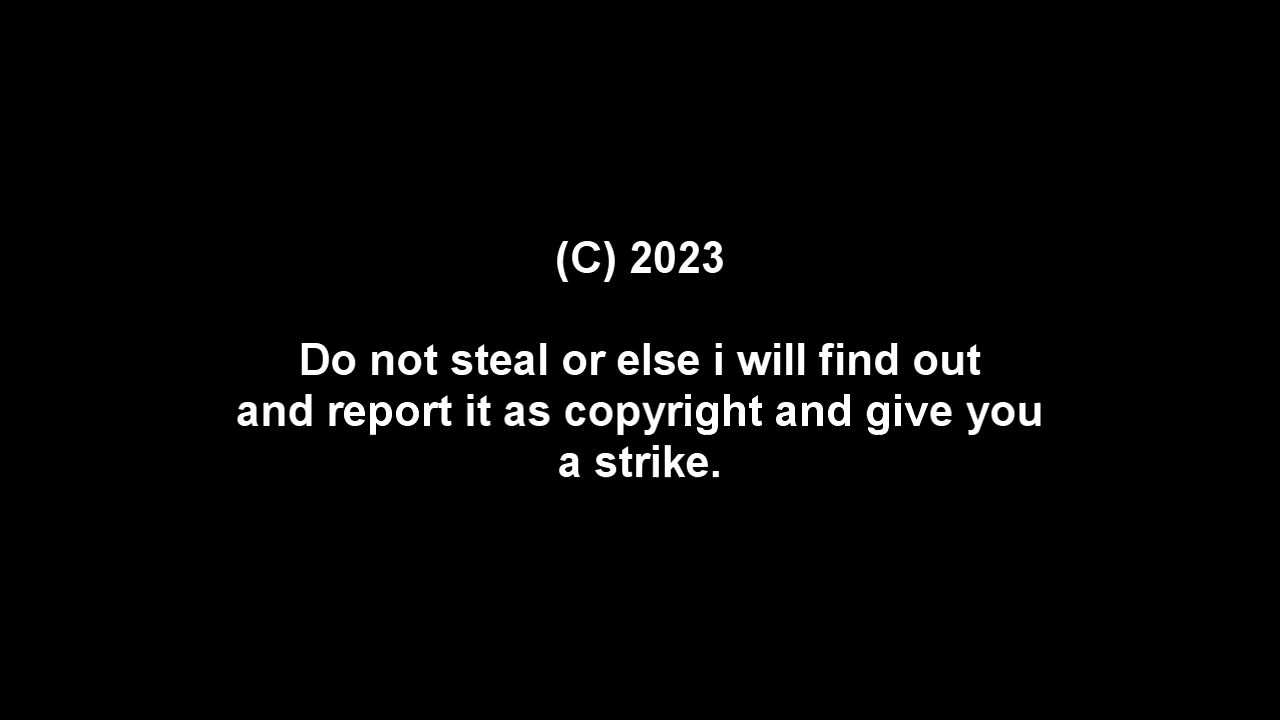 (C) 2023
Do not steal or else i will find out
and report it as copyright and give you
a strike.